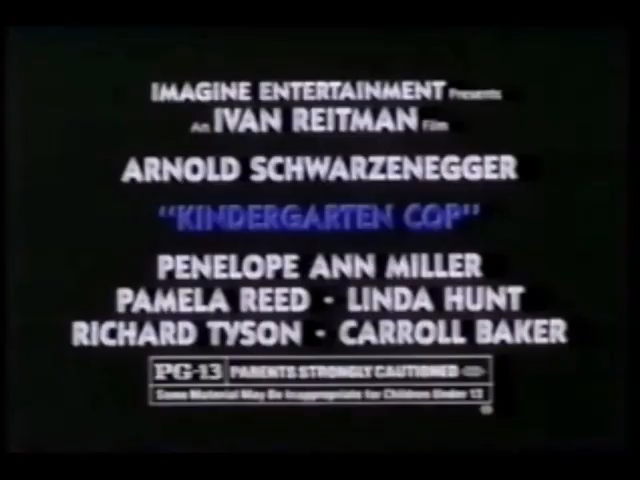 IMAGINE ENTERTAINMENT Presents
An IVAN REITMAN Film
ARNOLD SCHWARZENEGGER
"KINDERGARTEN COP"
PENELOPE ANN MILLER
PAMELA REED - LINDA HUNT
RICHARD TYSON - CARROLL BAKER
PG-13 PARENTS STRONGLY CAUTIONED
Some Material May Be Inappropriate for Children Under 13